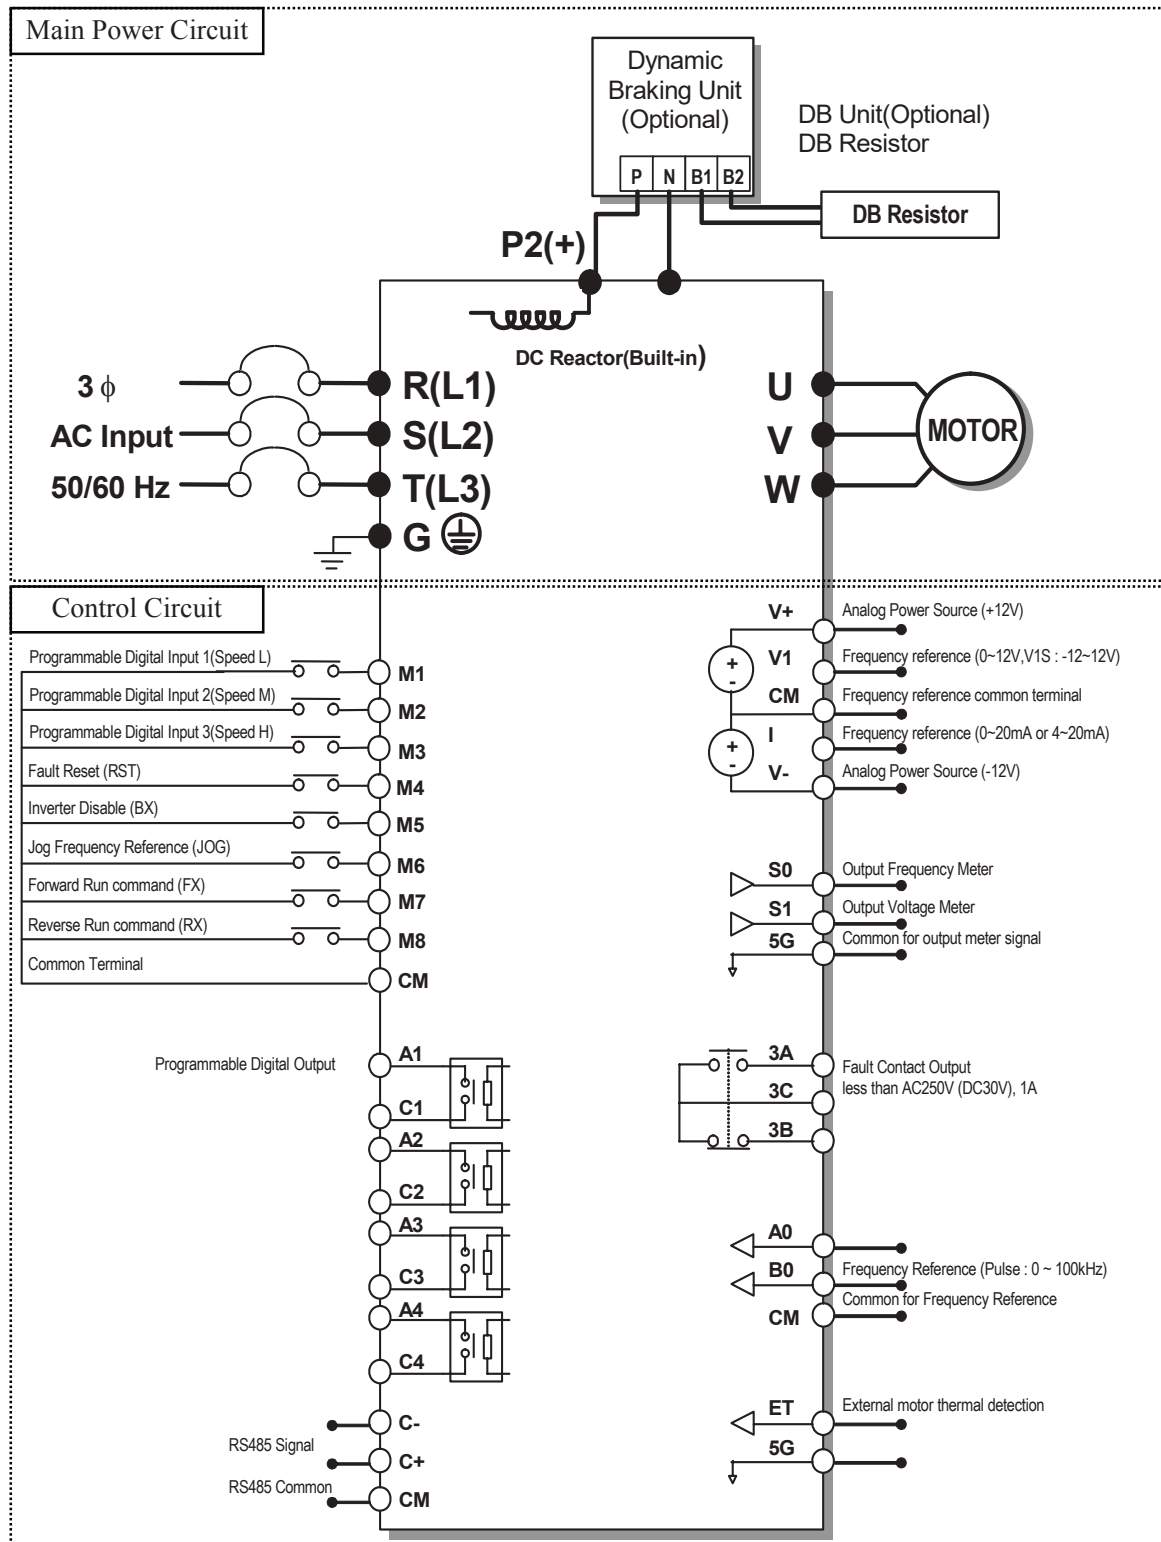 Main Power Circuit
Dynamic
Braking Unit
(Optional)
P N B1 B2
DB Unit(Optional)
DB Resistor
DB Resistor
P2(+)
DC Reactor(Built-in)
3 ϕ
AC Input
50/60 Hz
R(L1)
S(L2)
T(L3)
G
U
V
W
MOTOR
Control Circuit
Programmable Digital Input 1(Speed L)
M1
Programmable Digital Input 2(Speed M)
M2
Programmable Digital Input 3(Speed H)
M3
Fault Reset (RST)
M4
Inverter Disable (BX)
M5
Jog Frequency Reference (JOG)
M6
Forward Run command (FX)
M7
Reverse Run command (RX)
M8
Common Terminal
CM
Programmable Digital Output
A1
C1
A2
C2
A3
C3
A4
C4
C-
RS485 Signal
C+
RS485 Common
CM
V+
Analog Power Source (+12V)
+
-
V1
Frequency reference (0~12V,V1S : -12~12V)
CM
Frequency reference common terminal
+
-
I
Frequency reference (0~20mA or 4~20mA)
V-
Analog Power Source (-12V)
S0
Output Frequency Meter
S1
Output Voltage Meter
5G
Common for output meter signal
3A
Fault Contact Output
less than AC250V (DC30V), 1A
3C
3B
A0
B0
Frequency Reference (Pulse : 0 ~ 100kHz)
Common for Frequency Reference
CM
ET
External motor thermal detection
5G